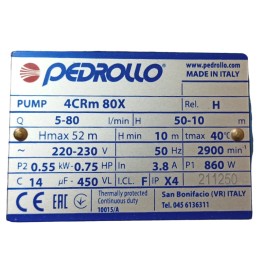 www.pedrollo.com
PEDROLLO MADE IN ITALY
PUMP 4CRm 80X Rel. H
Q 5-80 l/min H 50-10 m
Hmax 52 m H min 10 m tmax 40°C
~ 220-230 V 50 Hz 2900 min⁻¹
P2 0.55 kW-0.75 HP In 3.8 A P1 860 W
C 14 µF - 450 VL I.CL. F IP X4 211250
CE EAC Thermally protected
Continuous duty
10015/A
San Bonifacio (VR) ITALY
Tel. 045 6136311